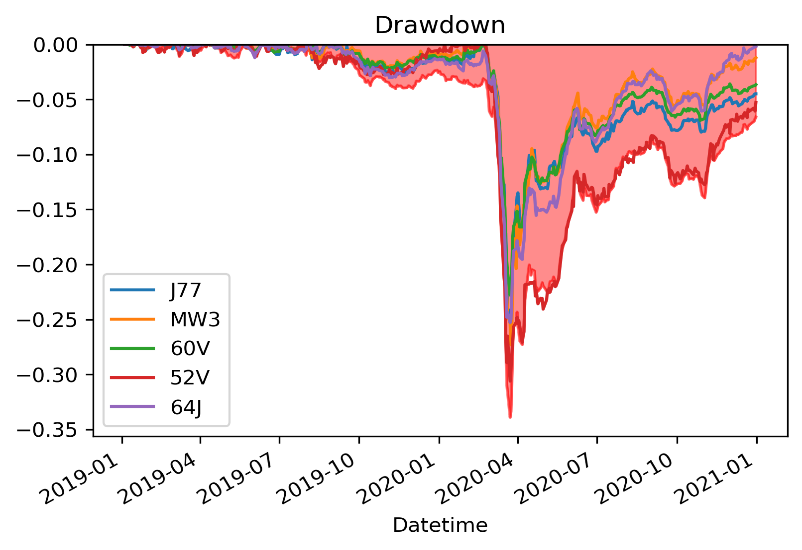 Drawdown
0.00
−0.05
−0.10
−0.15
−0.20
−0.25
−0.30
−0.35
J77
MW3
60V
52V
64J
2019-01
2019-04
2019-07
2019-10
2020-01
2020-04
2020-07
2020-10
2021-01
Datetime